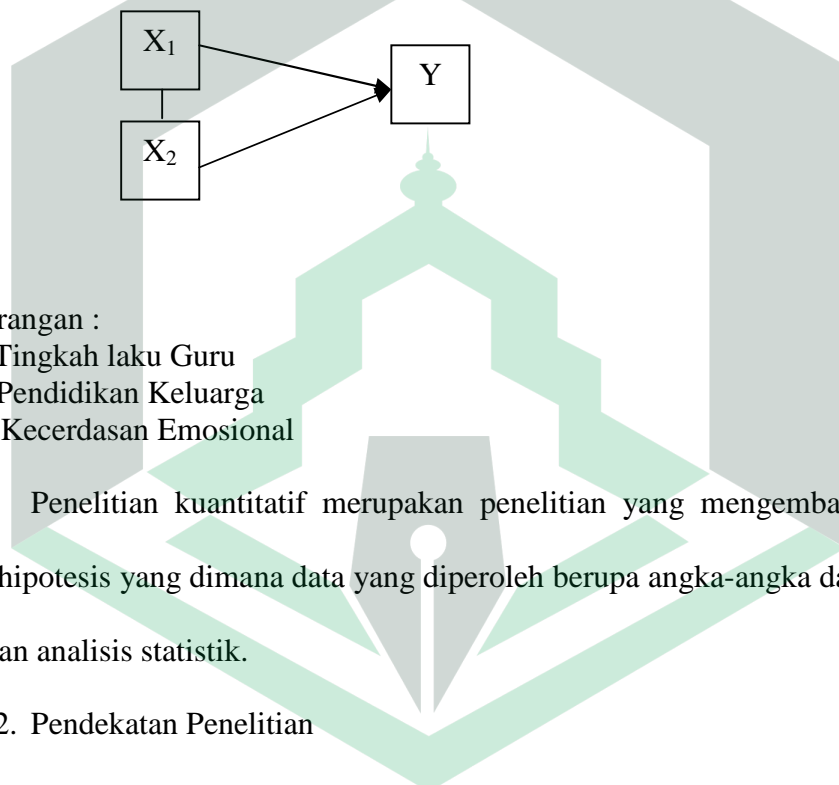 X₁
Y
X₂
rangan :
Tingkah laku Guru
Pendidikan Keluarga
Kecerdasan Emosional
Penelitian kuantitatif merupakan penelitian yang mengemba
hipotesis yang dimana data yang diperoleh berupa angka-angka da
an analisis statistik.
2. Pendekatan Penelitian